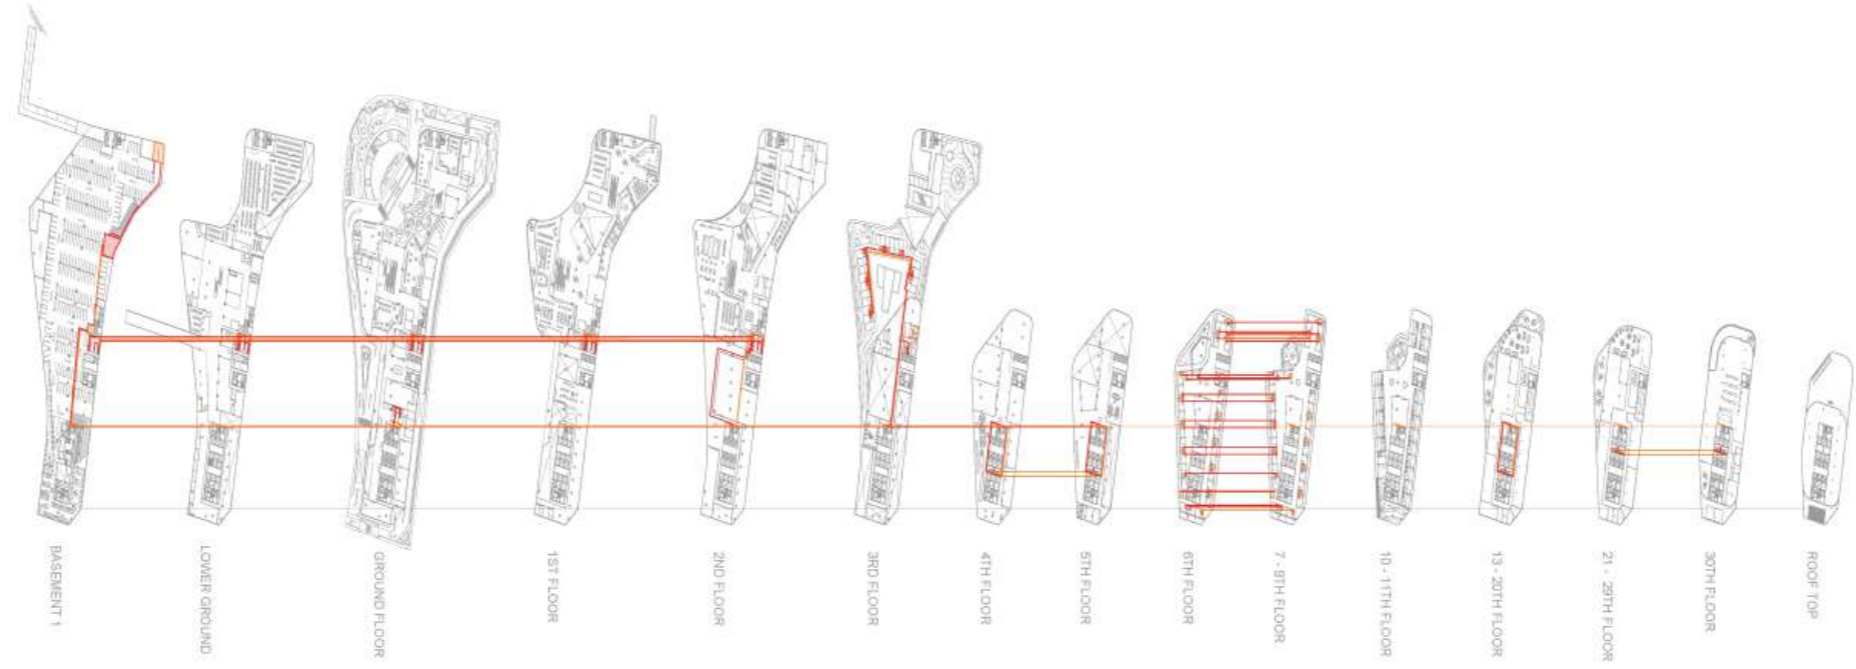 BASEMENT 1
LOWER GROUND
GROUND FLOOR
1ST FLOOR
2ND FLOOR
3RD FLOOR
4TH FLOOR
5TH FLOOR
6TH FLOOR
7 - 9TH FLOOR
10 - 11TH FLOOR
13 - 20TH FLOOR
21 - 29TH FLOOR
30TH FLOOR
ROOF TOP